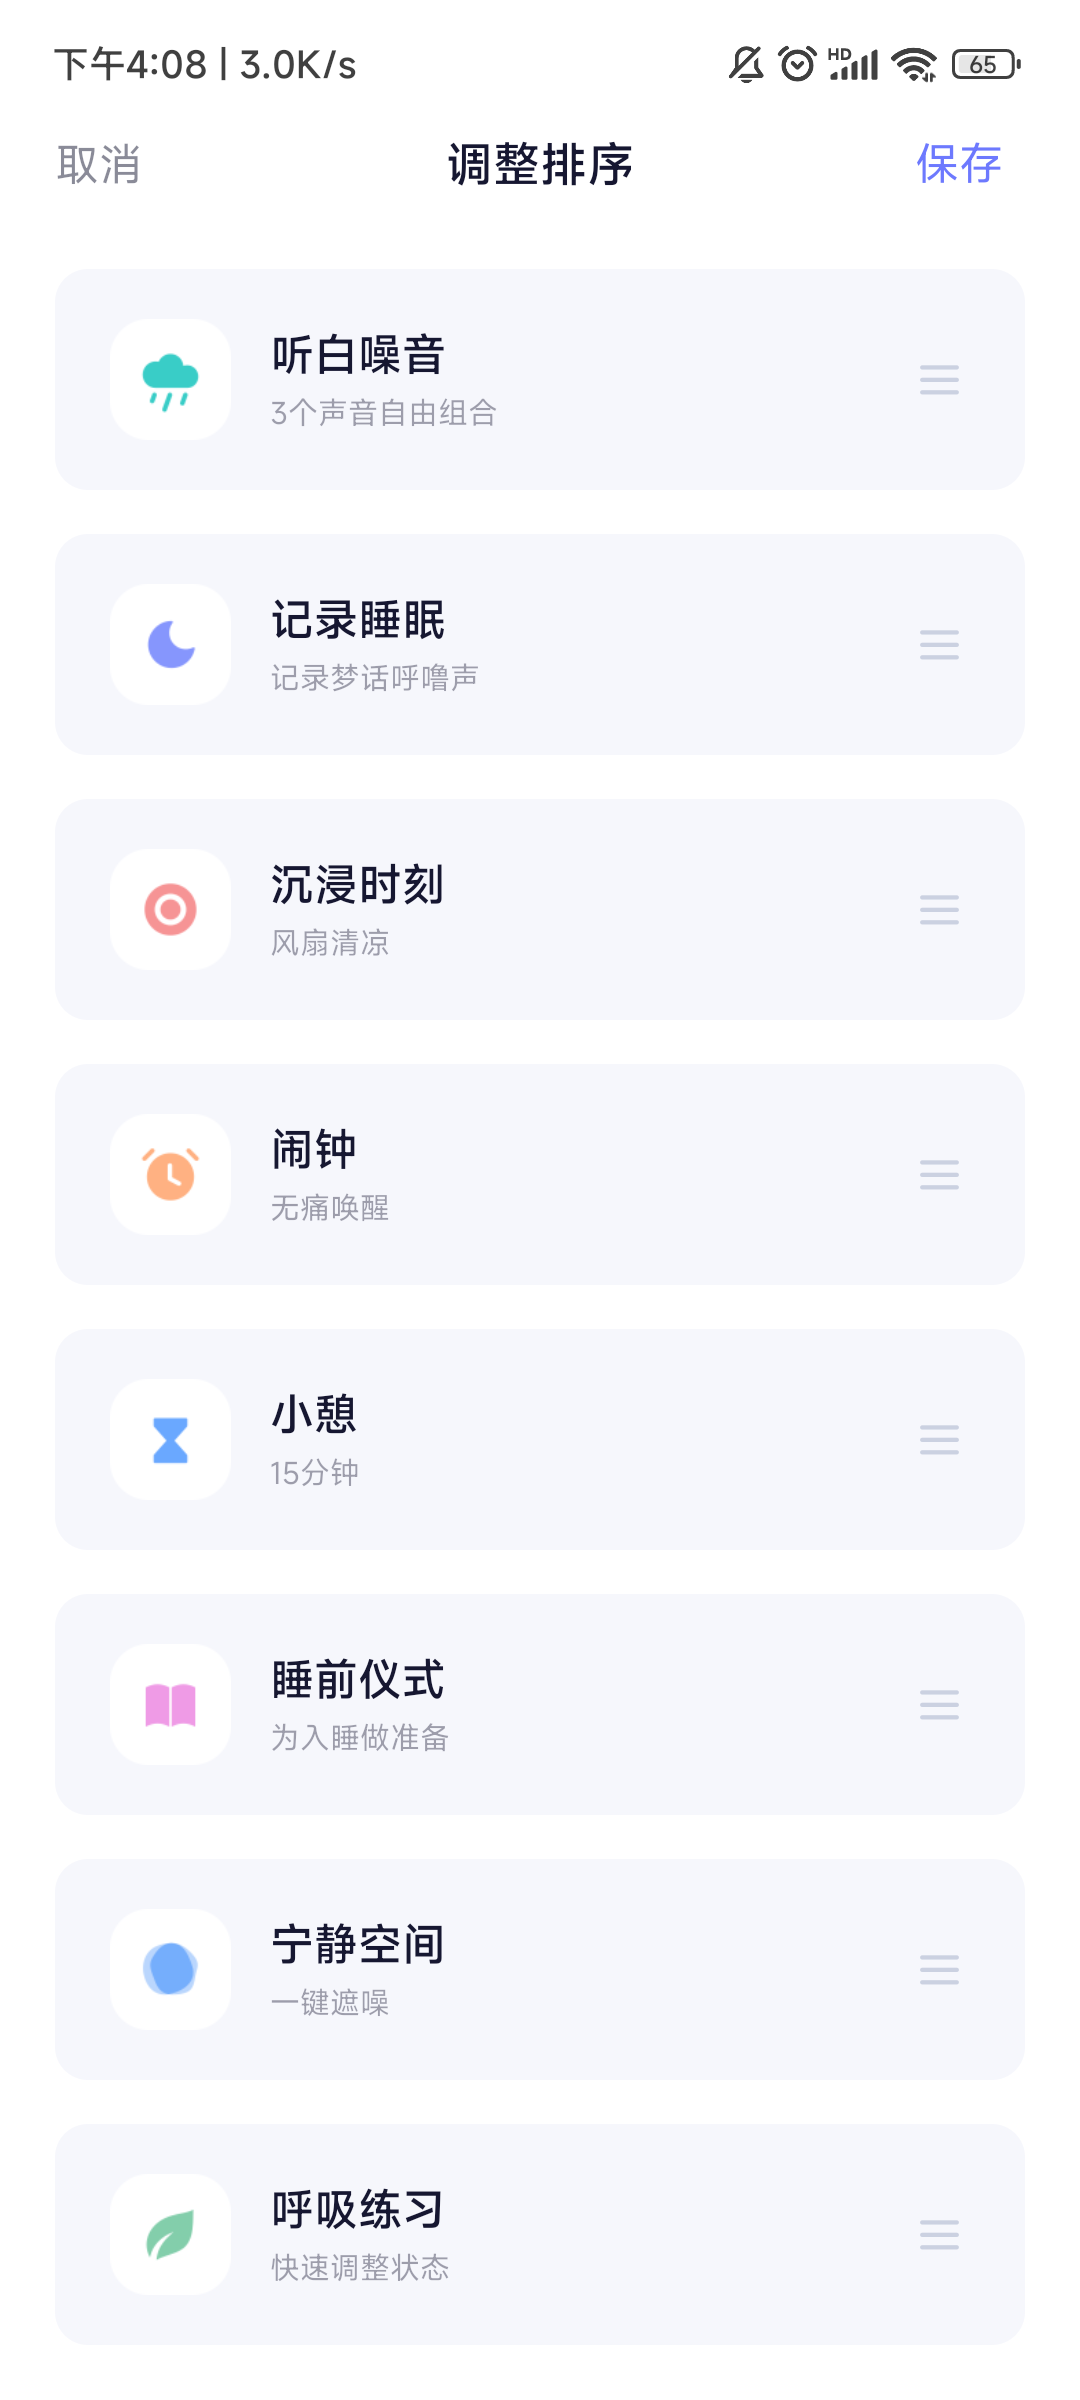 下午4:08 | 3.0K/s
HD
65
取消
调整排序
保存
听白噪音
3个声音自由组合
记录睡眠
记录梦话呼噜声
沉浸时刻
风扇清凉
闹钟
无痛唤醒
小憩
15分钟
睡前仪式
为入睡做准备
宁静空间
一键遮噪
呼吸练习
快速调整状态